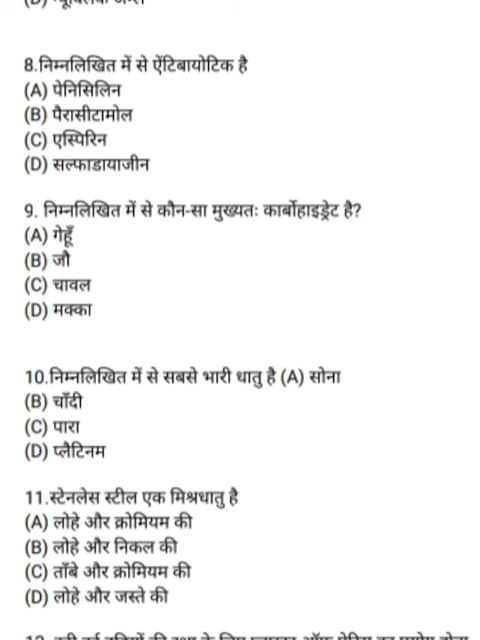 8.निम्नलिखित में से ऐंटिबायोटिक है
(A) पेनिसिलिन
(B) पैरासीटामोल
(C) एस्पिरिन
(D) सल्फाडायाजीन
9. निम्नलिखित में से कौन-सा मुख्यतः कार्बोहाइड्रेट है?
(A) गेहूँ
(B) जौ
(C) चावल
(D) मक्का
10.निम्नलिखित में से सबसे भारी धातु है (A) सोना
(B) चाँदी
(C) पारा
(D) प्लैटिनम
11.स्टेनलेस स्टील एक मिश्रधातु है
(A) लोहे और क्रोमियम की
(B) लोहे और निकल की
(C) ताँबे और क्रोमियम की
(D) लोहे और जस्ते की